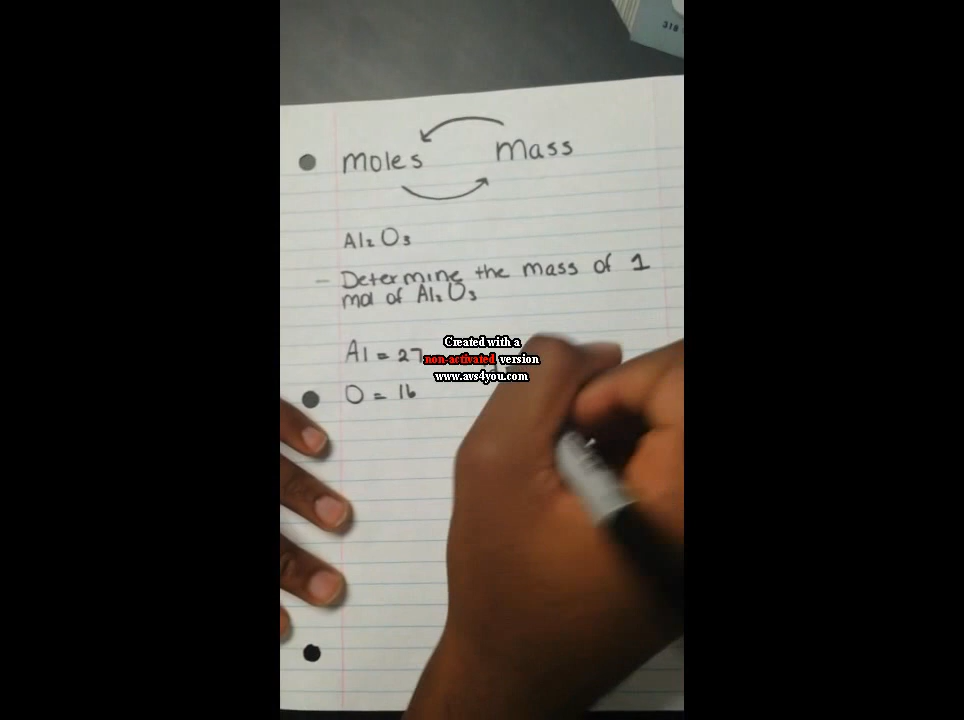 318
moles mass
Al₂O₃
- Determine the mass of 1
mol of Al₂O₃
Al = 27
O = 16
Created with a
non-activated version
www.avs4you.com